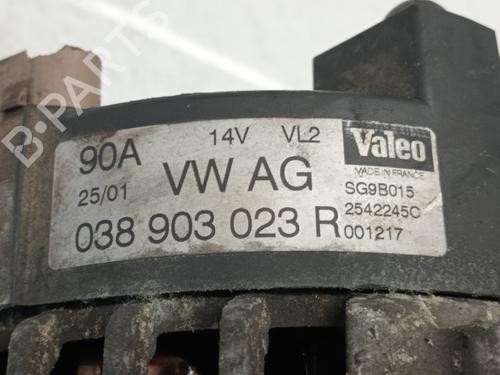 90A 14V VL2 Valeo
MADE IN FRANCE
25/01 VW AG SG9B015
2542245C
038 903 023 R 001217
B-PARTS